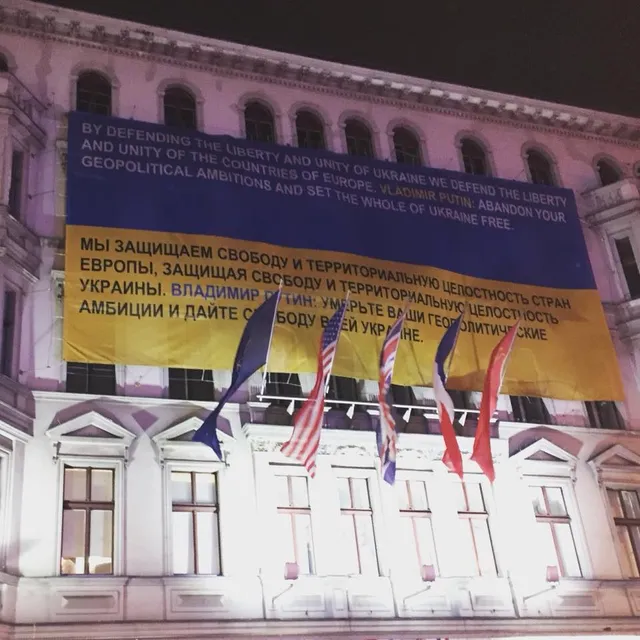 BY DEFENDING THE LIBERTY AND UNITY OF UKRAINE WE DEFEND THE LIBERTY
AND UNITY OF THE COUNTRIES OF EUROPE. VLADIMIR PUTIN: ABANDON YOUR
GEOPOLITICAL AMBITIONS AND SET THE WHOLE OF UKRAINE FREE.
МЫ ЗАЩИЩАЕМ СВОБОДУ И ТЕРРИТОРИАЛЬНУЮ ЦЕЛОСТНОСТЬ СТРАН
ЕВРОПЫ, ЗАЩИЩАЯ СВОБОДУ И ТЕРРИТОРИАЛЬНУЮ ЦЕЛОСТНОСТЬ
УКРАИНЫ. ВЛАДИМИР ПУТИН: УМЕРЬТЕ ВАШИ ГЕОПОЛИТИЧЕСКИЕ
АМБИЦИИ И ДАЙТЕ СВОБОДУ ВСЕЙ УКРАИНЕ.